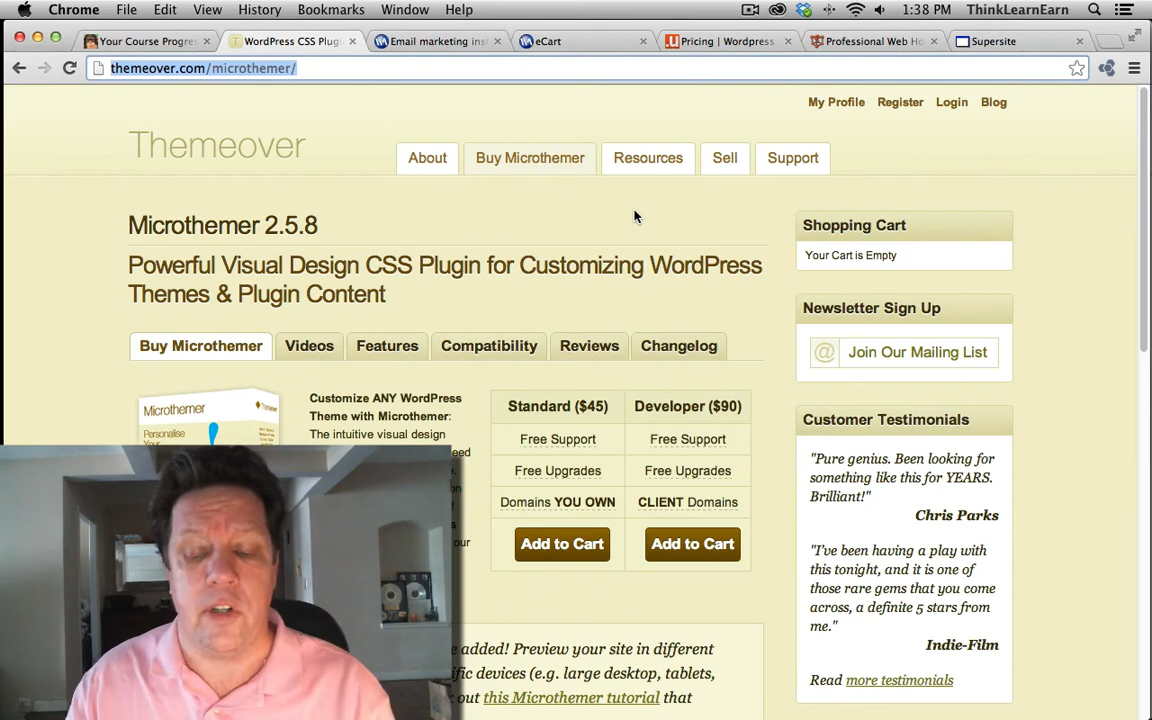 Chrome File Edit View History Bookmarks Window Help 1:38 PM ThinkLearnEarn
Your Course Progres WordPress CSS Plugi Email marketing ins eCart Pricing | Wordpress Professional Web Ho Supersite
themeover.com/microthemer/
My Profile Register Login Blog
Themeover
About Buy Microthemer Resources Sell Support
Microthemer 2.5.8
Powerful Visual Design CSS Plugin for Customizing WordPress
Themes & Plugin Content
Buy Microthemer Videos Features Compatibility Reviews Changelog
Microthemer
Themeover
Personalise
Your
Customize ANY WordPress
Theme with Microthemer:
The intuitive visual design
eed
on
our
Standard ($45) Developer ($90)
Free Support Free Support
Free Upgrades Free Upgrades
Domains YOU OWN CLIENT Domains
Add to Cart Add to Cart
e added! Preview your site in different
ific devices (e.g. large desktop, tablets,
k out this Microthemer tutorial that
Shopping Cart
Your Cart is Empty
Newsletter Sign Up
@ Join Our Mailing List
Customer Testimonials
"Pure genius. Been looking for
something like this for YEARS.
Brilliant!"
Chris Parks
"I've been having a play with
this tonight, and it is one of
those rare gems that you come
across, a definite 5 stars from
me."
Indie-Film
Read more testimonials